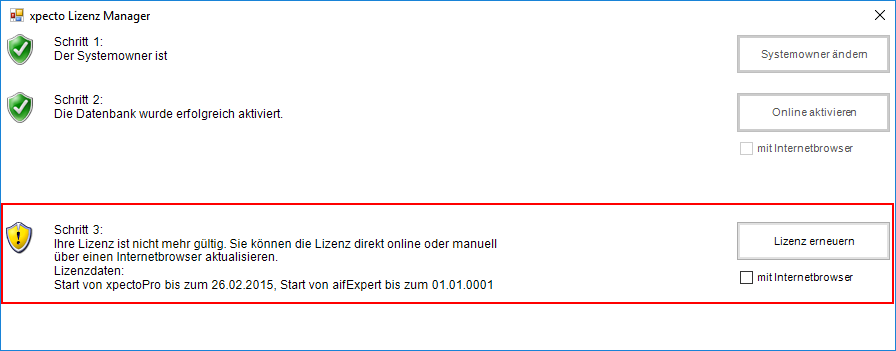 xpecto Lizenz Manager
Schritt 1:
Der Systemowner ist
Systemowner ändern
Schritt 2:
Die Datenbank wurde erfolgreich aktiviert.
Online aktivieren
mit Internetbrowser
Schritt 3:
Ihre Lizenz ist nicht mehr gültig. Sie können die Lizenz direkt online oder manuell
über einen Internetbrowser aktualisieren.
Lizenzdaten:
Start von xpectoPro bis zum 26.02.2015, Start von aifExpert bis zum 01.01.0001
Lizenz erneuern
mit Internetbrowser